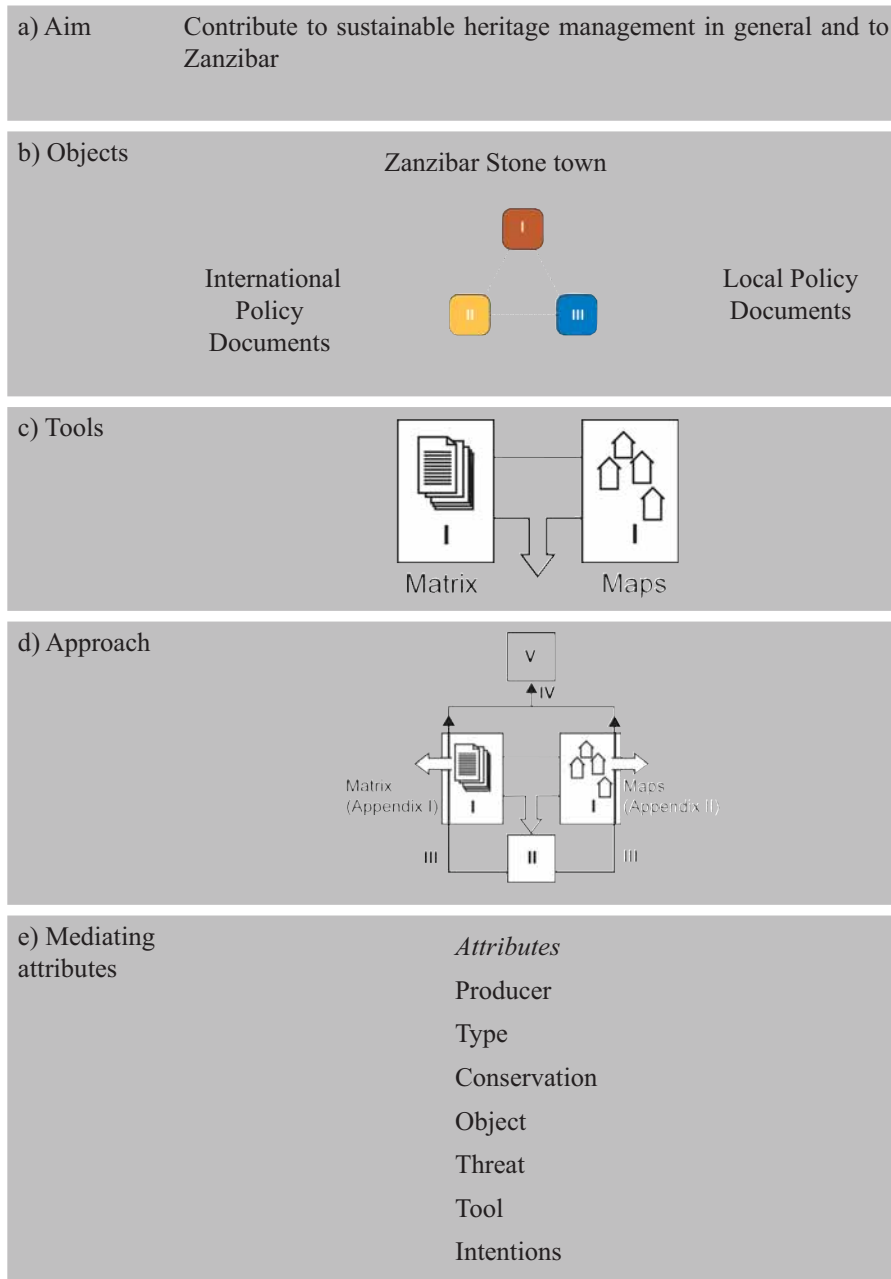 a) Aim
Contribute to sustainable heritage management in general and to
Zanzibar
b) Objects
Zanzibar Stone town
I
International
Policy
Documents
II
III
Local Policy
Documents
c) Tools
I
I
Matrix
Maps
d) Approach
V
IV
Matrix
(Appendix I)
I
I
Maps
(Appendix II)
III
II
III
e) Mediating
attributes
Attributes
Producer
Type
Conservation
Object
Threat
Tool
Intentions